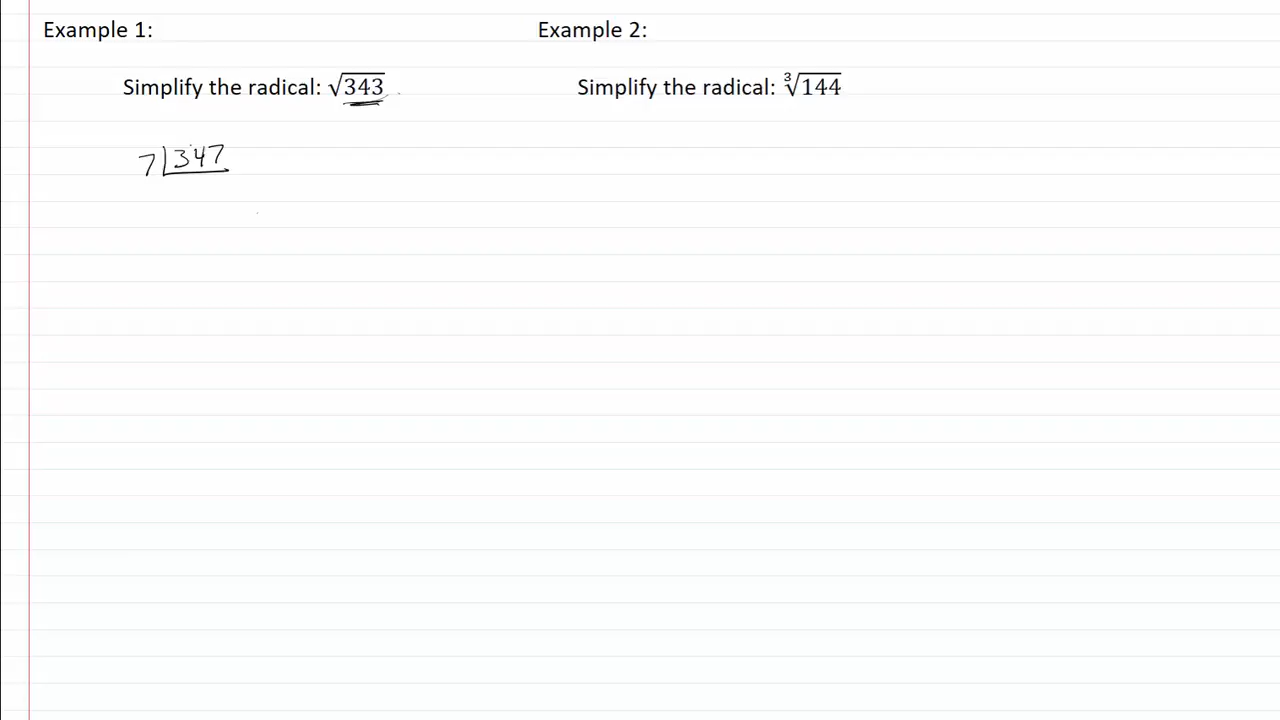 Example 1:
Example 2:
Simplify the radical: √343
Simplify the radical: ∛144
7 347